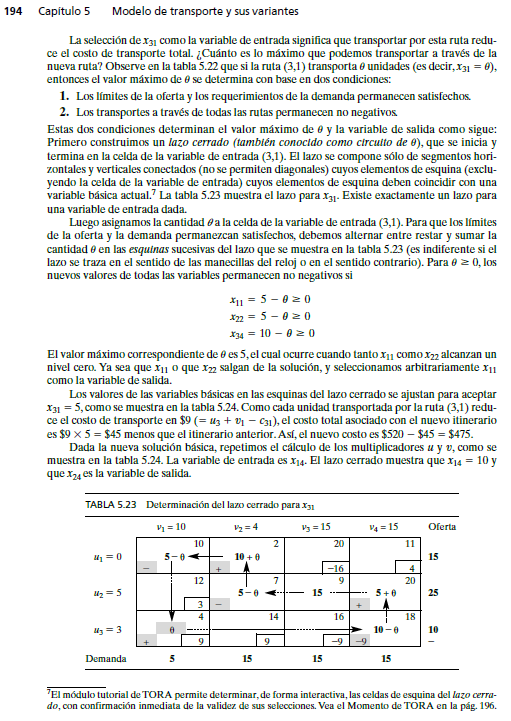 194 Capítulo 5 Modelo de transporte y sus variantes
La selección de x31 como la variable de entrada significa que transportar por esta ruta redu-
ce el costo de transporte total. ¿Cuánto es lo máximo que podemos transportar a través de la
nueva ruta? Observe en la tabla 5.22 que si la ruta (3,1) transporta θ unidades (es decir, x31 = θ),
entonces el valor máximo de θ se determina con base en dos condiciones:
1. Los límites de la oferta y los requerimientos de la demanda permanecen satisfechos.
2. Los transportes a través de todas las rutas permanecen no negativos.
Estas dos condiciones determinan el valor máximo de θ y la variable de salida como sigue:
Primero construimos un lazo cerrado (también conocido como circuito de θ), que se inicia y
termina en la celda de la variable de entrada (3,1). El lazo se compone sólo de segmentos hori-
zontales y verticales conectados (no se permiten diagonales) cuyos elementos de esquina (exclu-
yendo la celda de la variable de entrada) cuyos elementos de esquina deben coincidir con una
variable básica actual.7 La tabla 5.23 muestra el lazo para x31. Existe exactamente un lazo para
una variable de entrada dada.
Luego asignamos la cantidad θ a la celda de la variable de entrada (3,1). Para que los límites
de la oferta y la demanda permanezcan satisfechos, debemos alternar entre restar y sumar la
cantidad θ en las esquinas sucesivas del lazo que se muestra en la tabla 5.23 (es indiferente si el
lazo se traza en el sentido de las manecillas del reloj o en el sentido contrario). Para θ ≥ 0, los
nuevos valores de todas las variables permanecen no negativos si
x11 = 5 − θ ≥ 0
x22 = 5 − θ ≥ 0
x34 = 10 − θ ≥ 0
El valor máximo correspondiente de θ es 5, el cual ocurre cuando tanto x11 como x22 alcanzan un
nivel cero. Ya sea que x11 o que x22 salgan de la solución, y seleccionamos arbitrariamente x11
como la variable de salida.
Los valores de las variables básicas en las esquinas del lazo cerrado se ajustan para aceptar
x31 = 5, como se muestra en la tabla 5.24. Como cada unidad transportada por la ruta (3,1) redu-
ce el costo de transporte en $9 (= u3 + v1 − c31), el costo total asociado con el nuevo itinerario
es $9 × 5 = $45 menos que el itinerario anterior. Así, el nuevo costo es $520 − $45 = $475.
Dada la nueva solución básica, repetimos el cálculo de los multiplicadores u y v, como se
muestra en la tabla 5.24. La variable de entrada es x14. El lazo cerrado muestra que x14 = 10 y
que x24 es la variable de salida.
TABLA 5.23 Determinación del lazo cerrado para x31
v1 = 10 v2 = 4 v3 = 15 v4 = 15 Oferta
10 2 20 11
u1 = 0 5 − θ 10 + θ 15
− + −16 4
12 7 9 20
u2 = 5 5 − θ 15 5 + θ 25
3 − +
4 14 16 18
u3 = 3 θ 10 − θ 10
+ 9 9 −9 −9 −
Demanda 5 15 15 15
7El módulo tutorial de TORA permite determinar, de forma interactiva, las celdas de esquina del lazo cerra-
do, con confirmación inmediata de la validez de sus selecciones. Vea el Momento de TORA en la pág. 196.